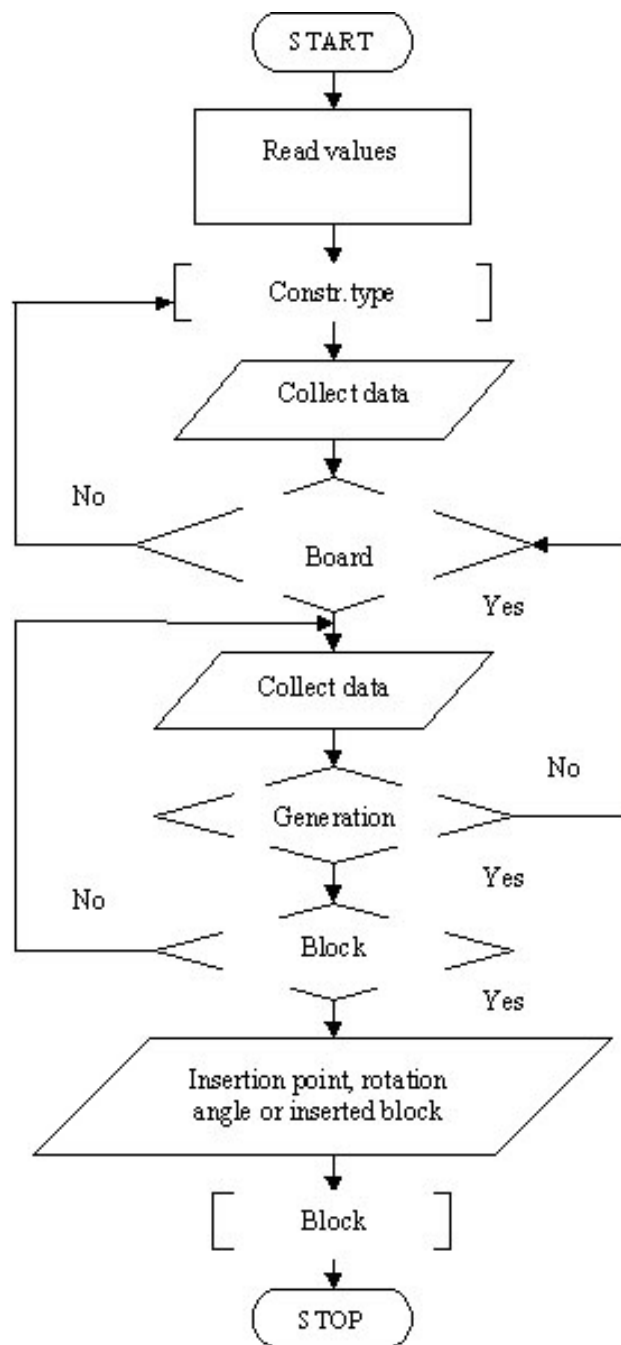 START
Read values
Constr.type
Collect data
No
Board
Yes
Collect data
No
Generation
Yes
No
Block
Yes
Insertion point, rotation
angle or inserted block
Block
STOP